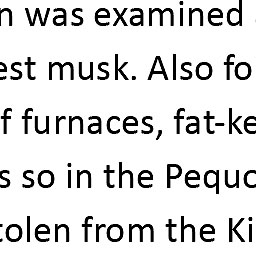 n was examined
est musk. Also fo
f furnaces, fat-ke
s so in the Pequo
tolen from the Ki